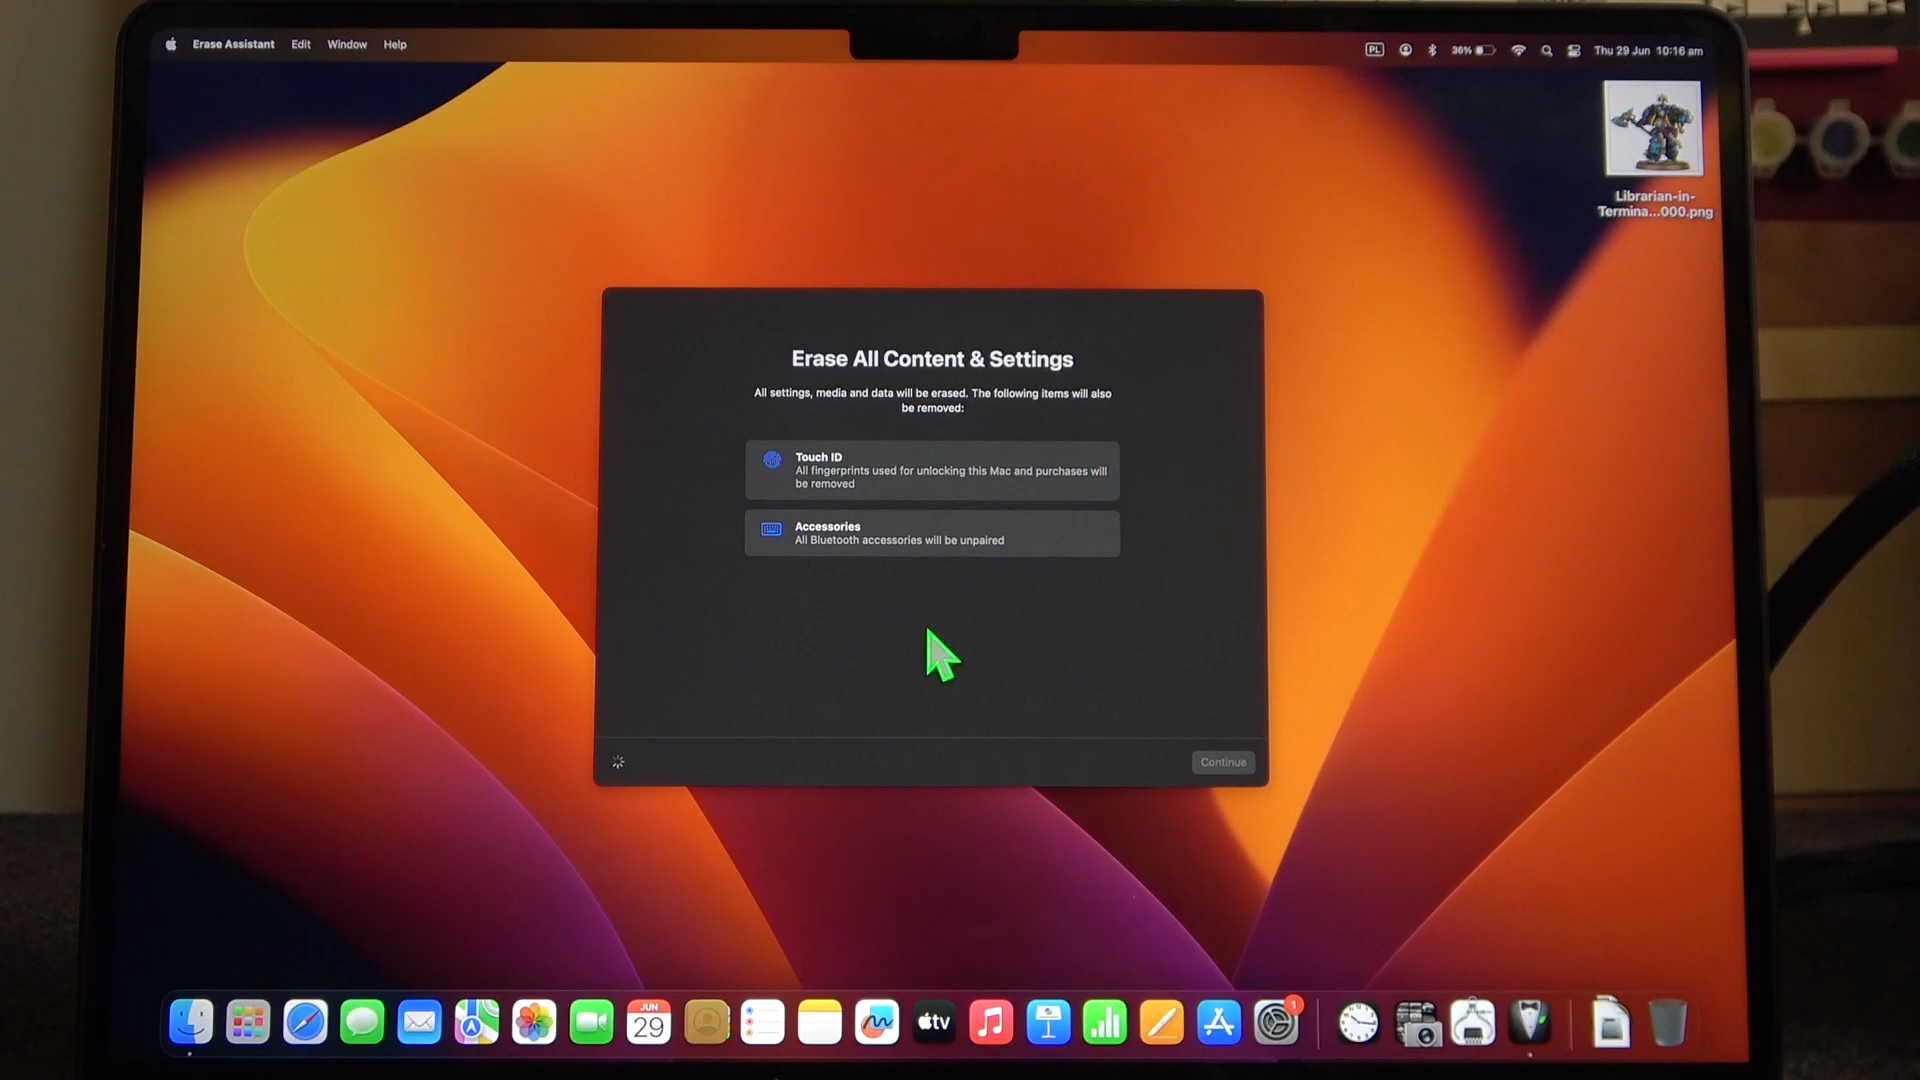 Erase Assistant Edit Window Help
PL 36% Thu 29 Jun 10:16 am
Librarian-in-
Termina...000.png
Erase All Content & Settings
All settings, media and data will be erased. The following items will also
be removed:
Touch ID
All fingerprints used for unlocking this Mac and purchases will
be removed
Accessories
All Bluetooth accessories will be unpaired
Continue
JUN
29
tv
1